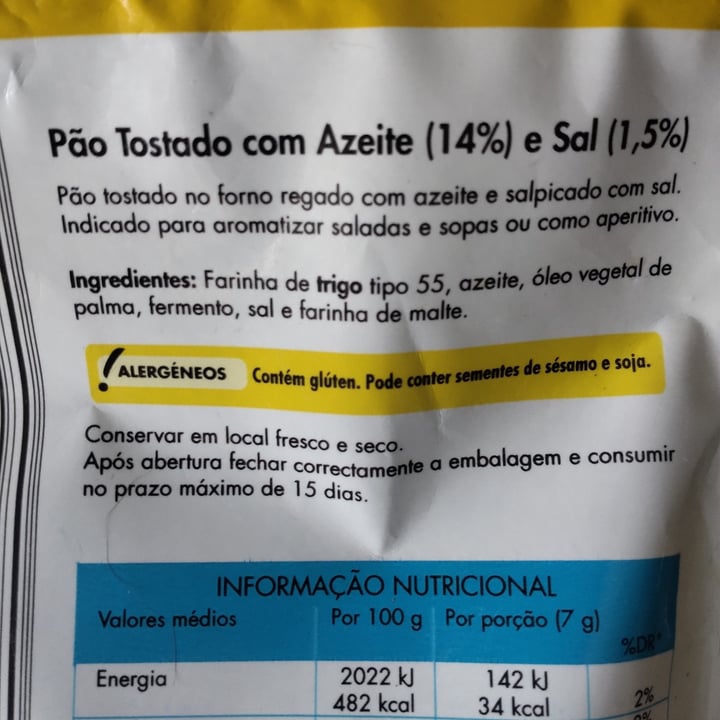 Pão Tostado com Azeite (14%) e Sal (1,5%)
Pão tostado no forno regado com azeite e salpicado com sal.
Indicado para aromatizar saladas e sopas ou como aperitivo.
Ingredientes: Farinha de trigo tipo 55, azeite, óleo vegetal de
palma, fermento, sal e farinha de malte.
ALERGÉNEOS Contém glúten. Pode conter sementes de sésamo e soja.
Conservar em local fresco e seco.
Após abertura fechar correctamente a embalagem e consumir
no prazo máximo de 15 dias.
INFORMAÇÃO NUTRICIONAL
Valores médios Por 100 g Por porção (7 g) %DR*
Energia 2022 kJ 142 kJ
482 kcal 34 kcal 2%